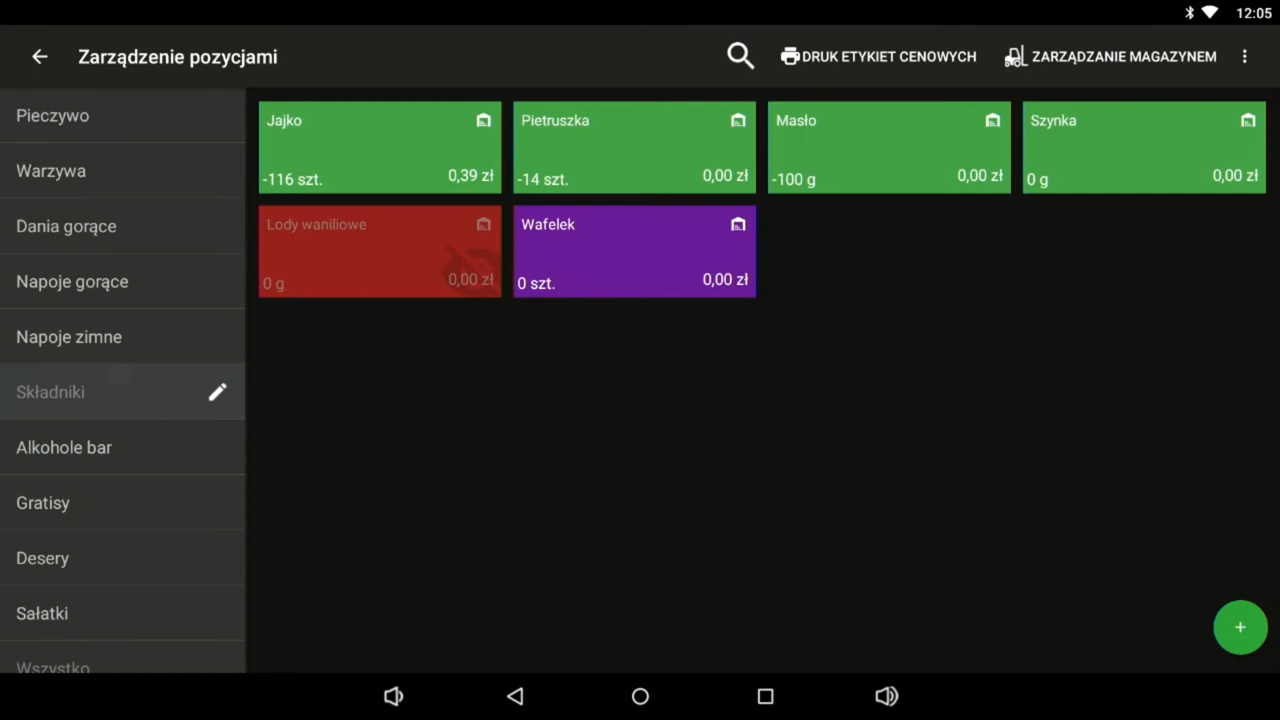 12:05
Zarządzenie pozycjami
DRUK ETYKIET CENOWYCH
ZARZĄDZANIE MAGAZYNEM
Pieczywo
Warzywa
Dania gorące
Napoje gorące
Napoje zimne
Składniki
Alkohole bar
Gratisy
Desery
Sałatki
Wszystko
Jajko
-116 szt.
0,39 zł
Pietruszka
-14 szt.
0,00 zł
Masło
-100 g
0,00 zł
Szynka
0 g
0,00 zł
Lody waniliowe
0 g
0,00 zł
Wafelek
0 szt.
0,00 zł
+